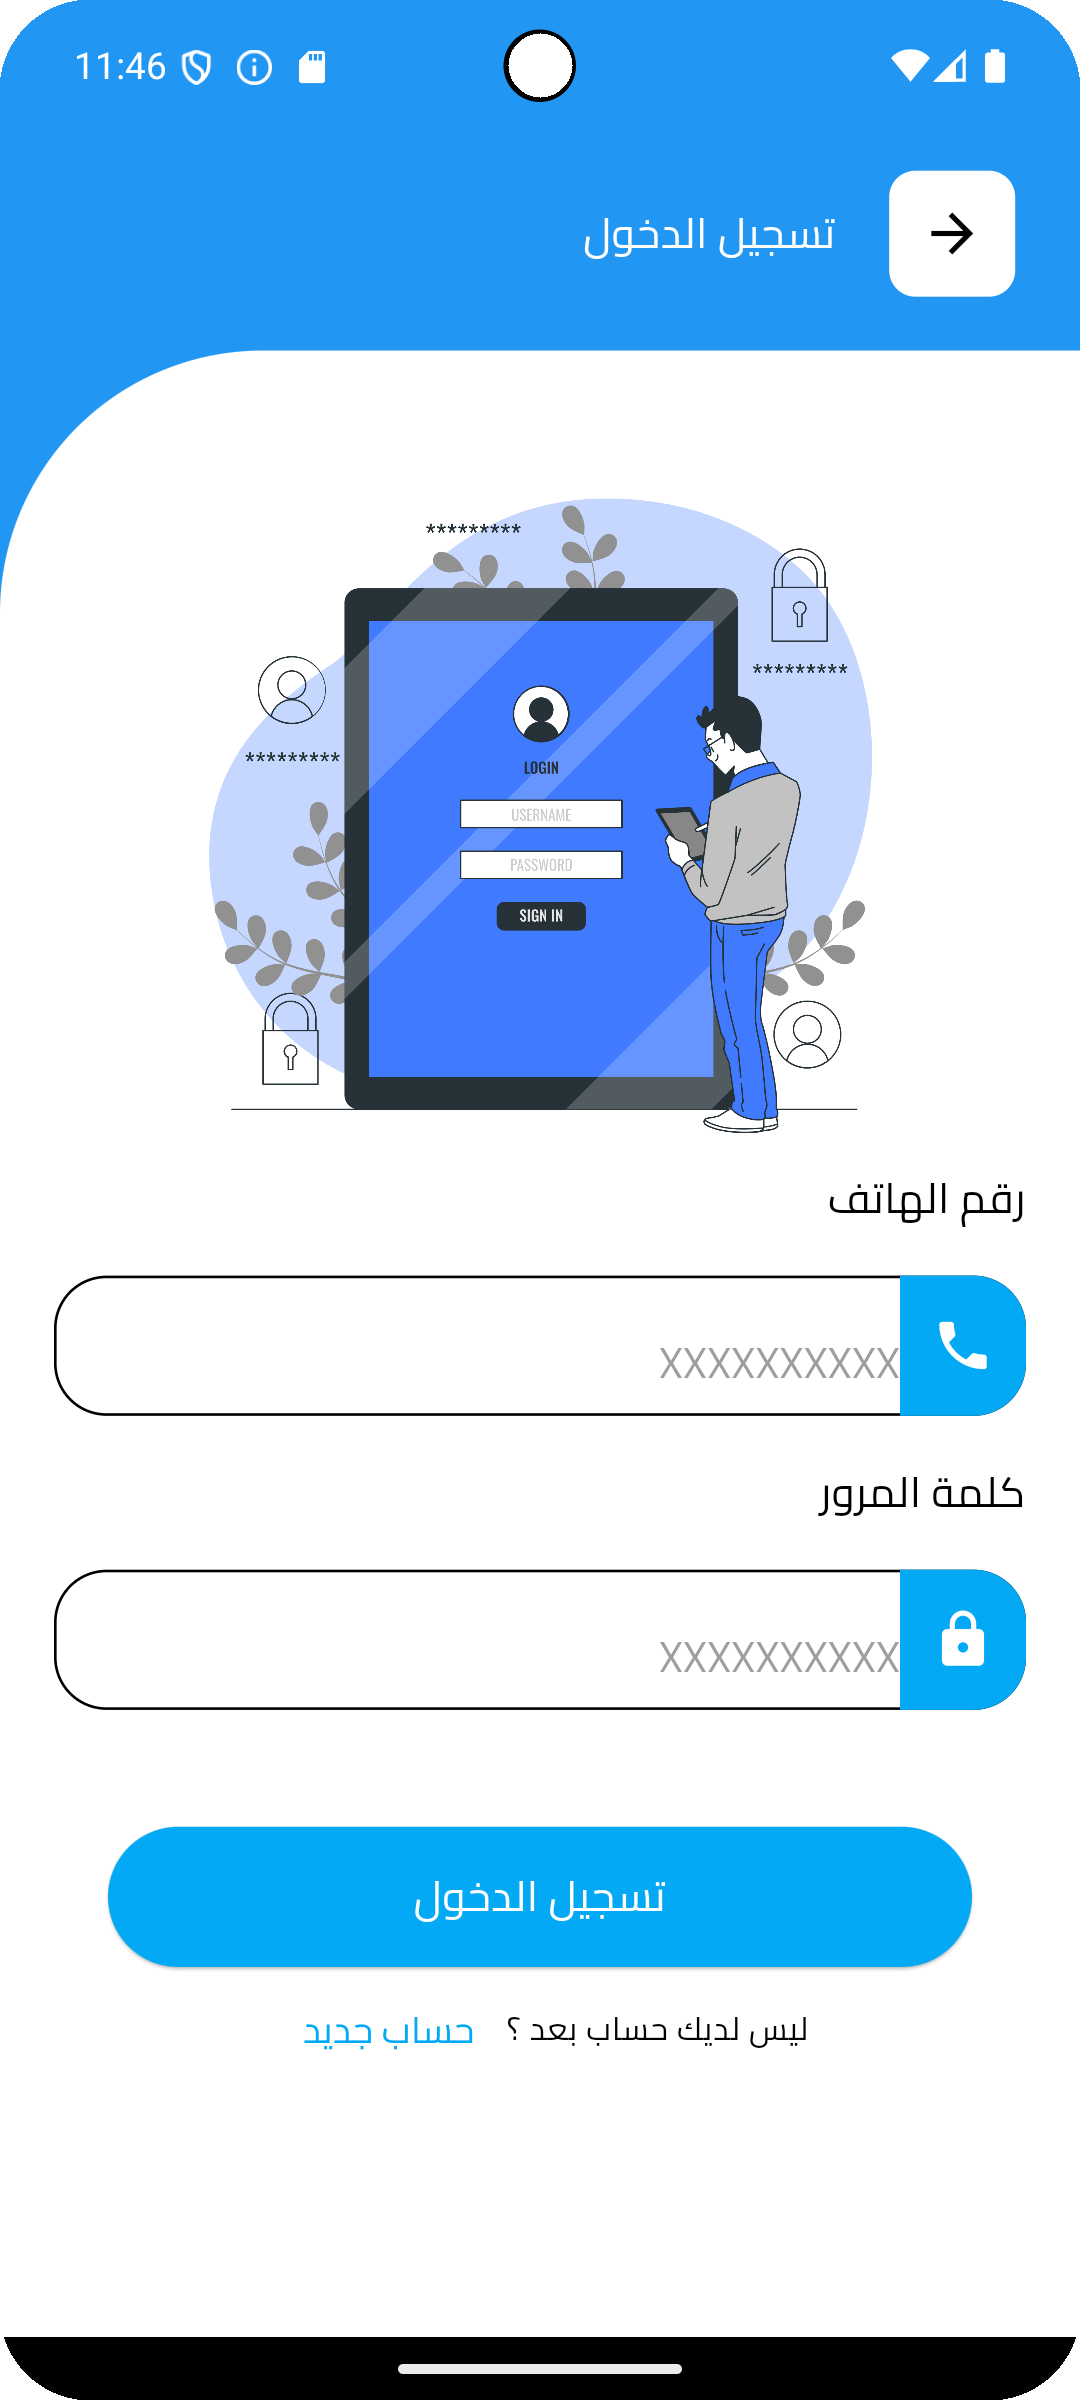 11:46
تسجيل الدخول
*********
*********
*********
LOGIN
USERNAME
PASSWORD
SIGN IN
رقم الهاتف
XXXXXXXXXX
كلمة المرور
XXXXXXXXXX
تسجيل الدخول
ليس لديك حساب بعد ؟ حساب جديد